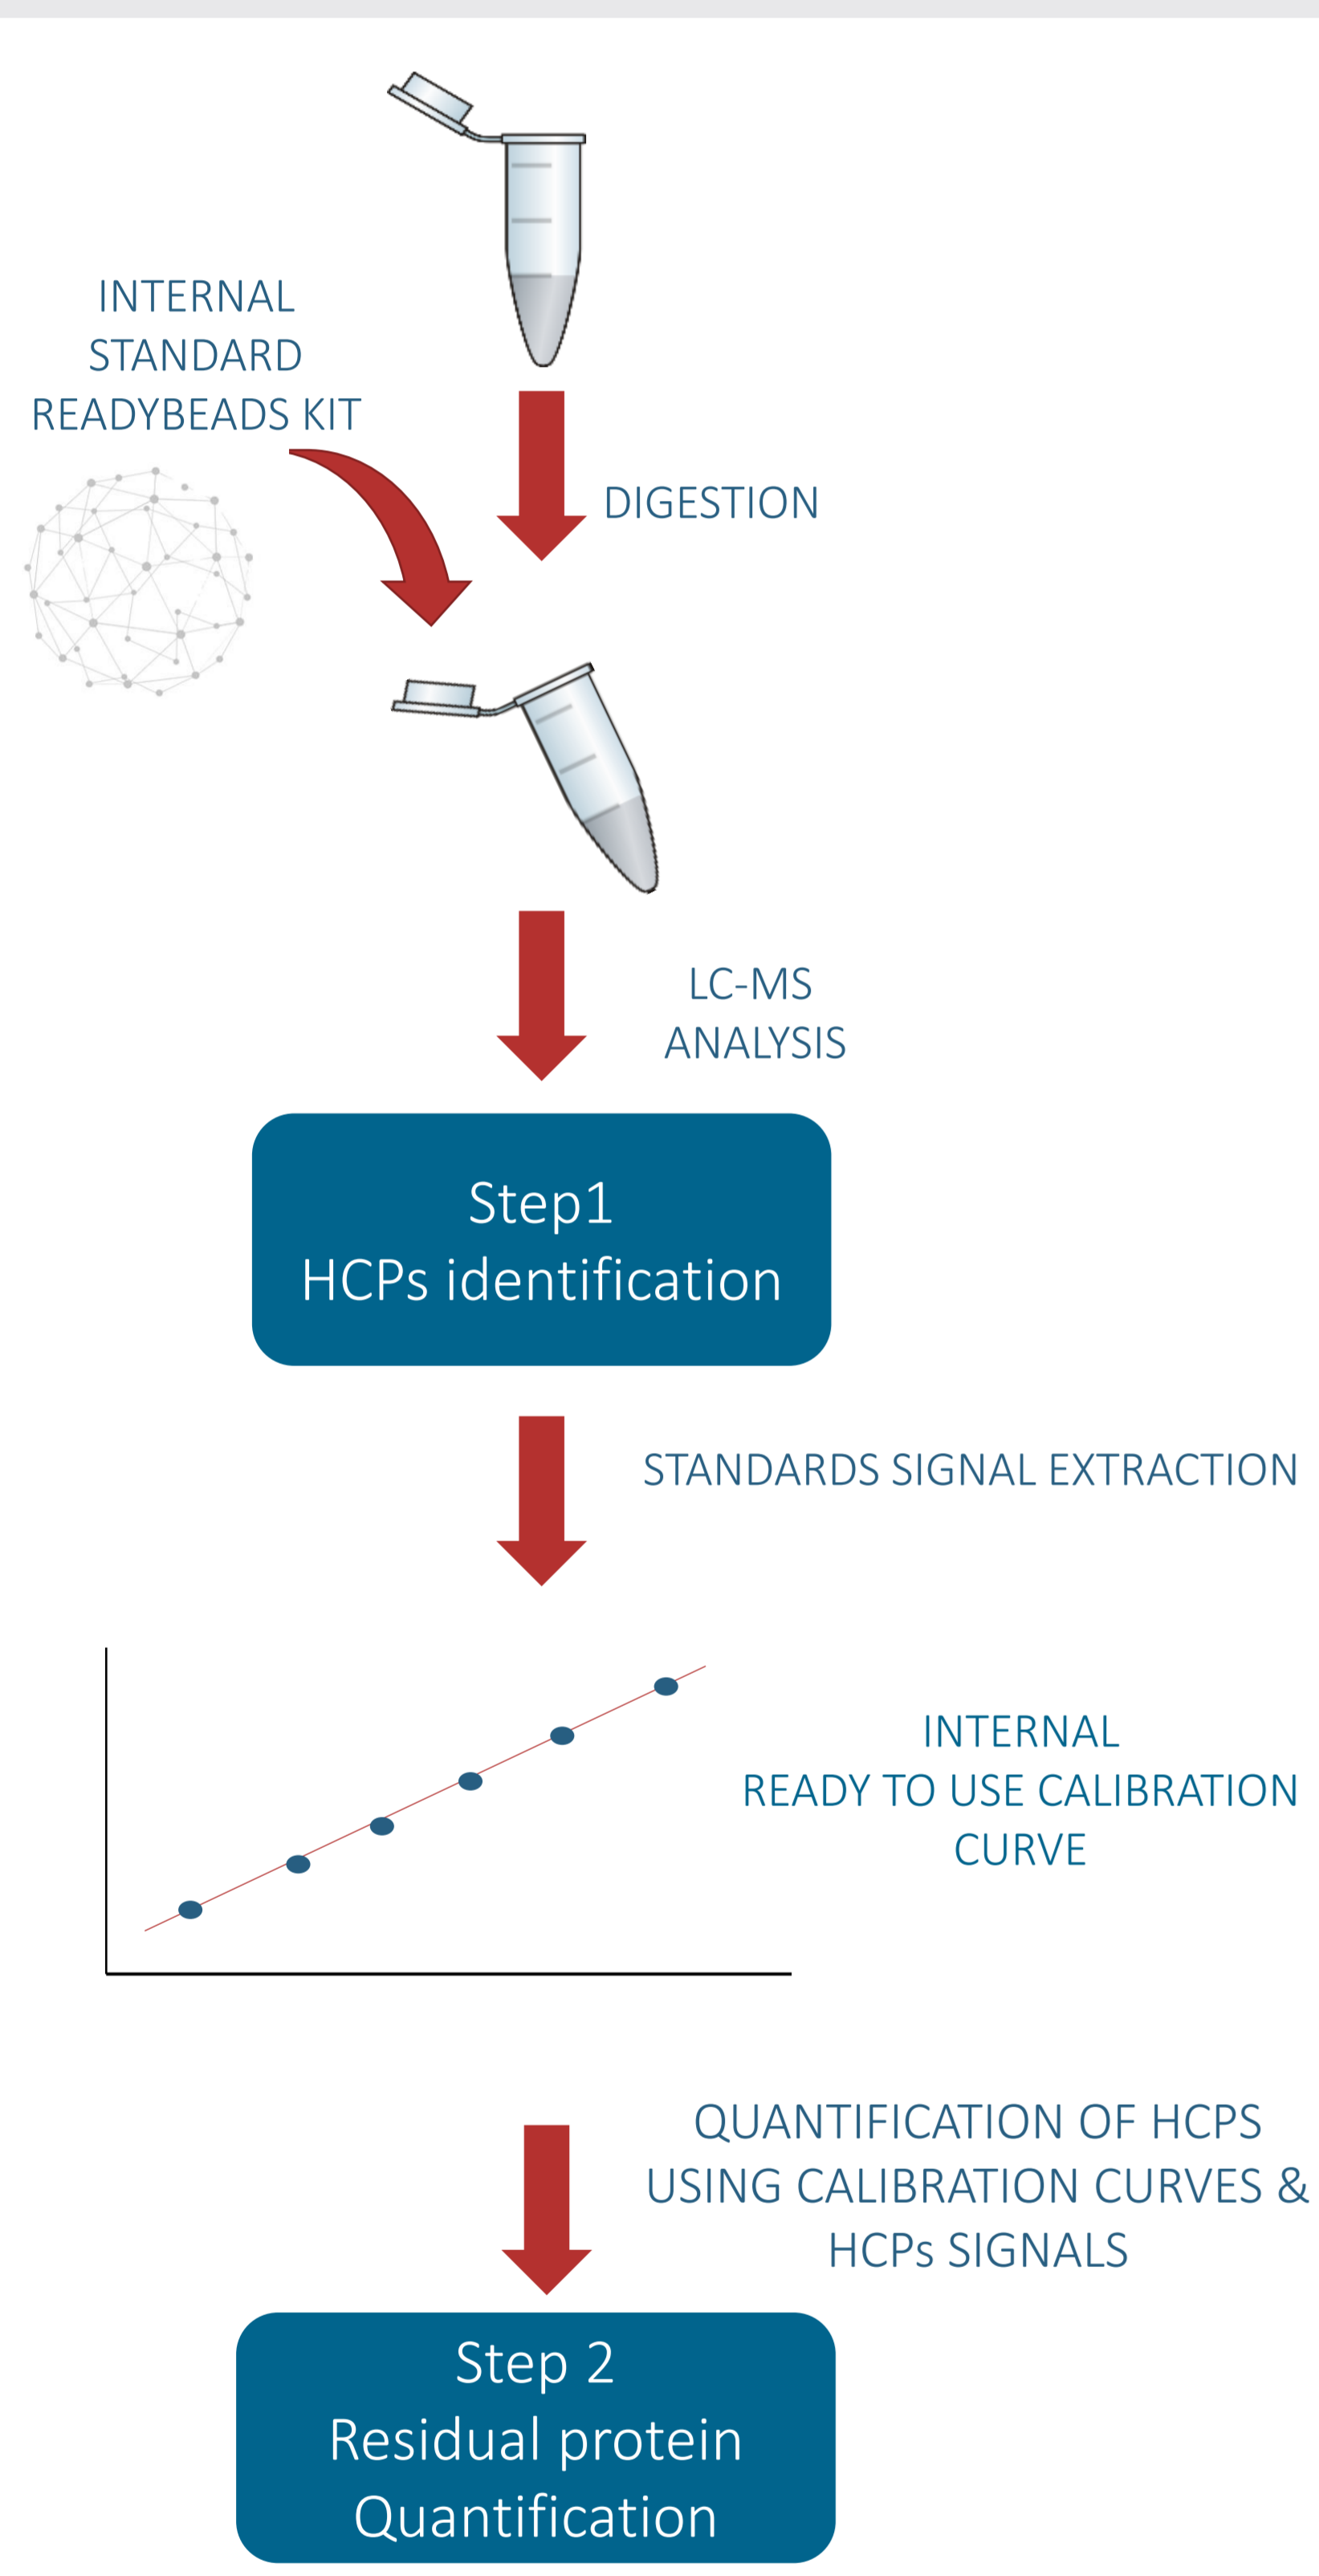 INTERNAL
STANDARD
READYBEADS KIT
DIGESTION
LC-MS
ANALYSIS
Step1
HCPs identification
STANDARDS SIGNAL EXTRACTION
INTERNAL
READY TO USE CALIBRATION
CURVE
QUANTIFICATION OF HCPS
USING CALIBRATION CURVES &
HCPs SIGNALS
Step 2
Residual protein
Quantification